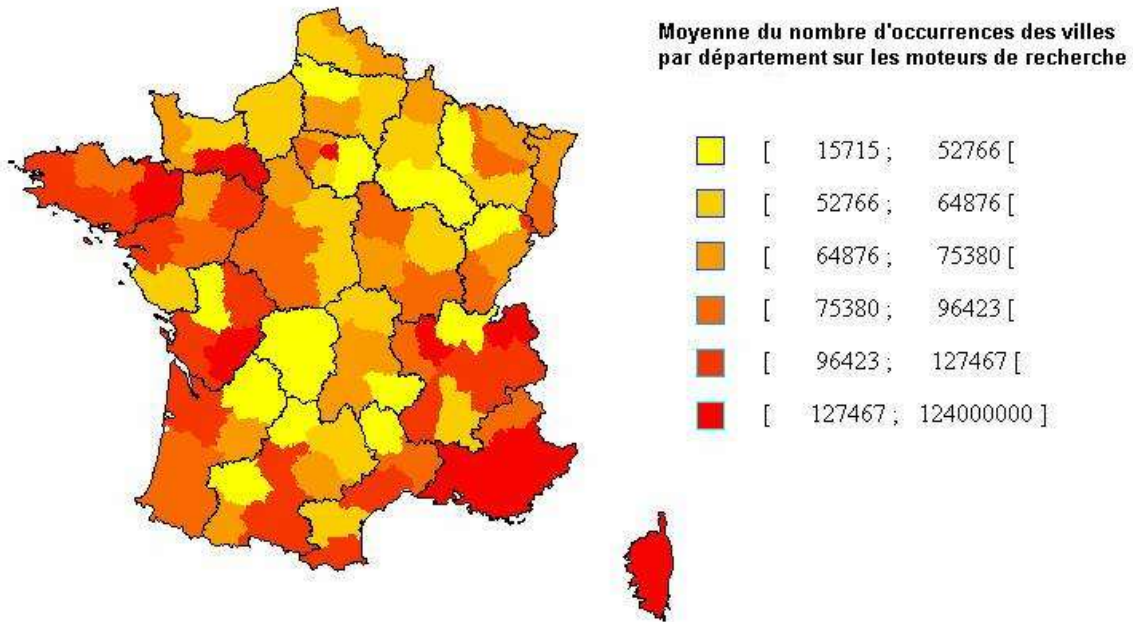 Moyenne du nombre d'occurrences des villes
par département sur les moteurs de recherche
[ 15715 ; 52766 [
[ 52766 ; 64876 [
[ 64876 ; 75380 [
[ 75380 ; 96423 [
[ 96423 ; 127467 [
[ 127467 ; 124000000 ]